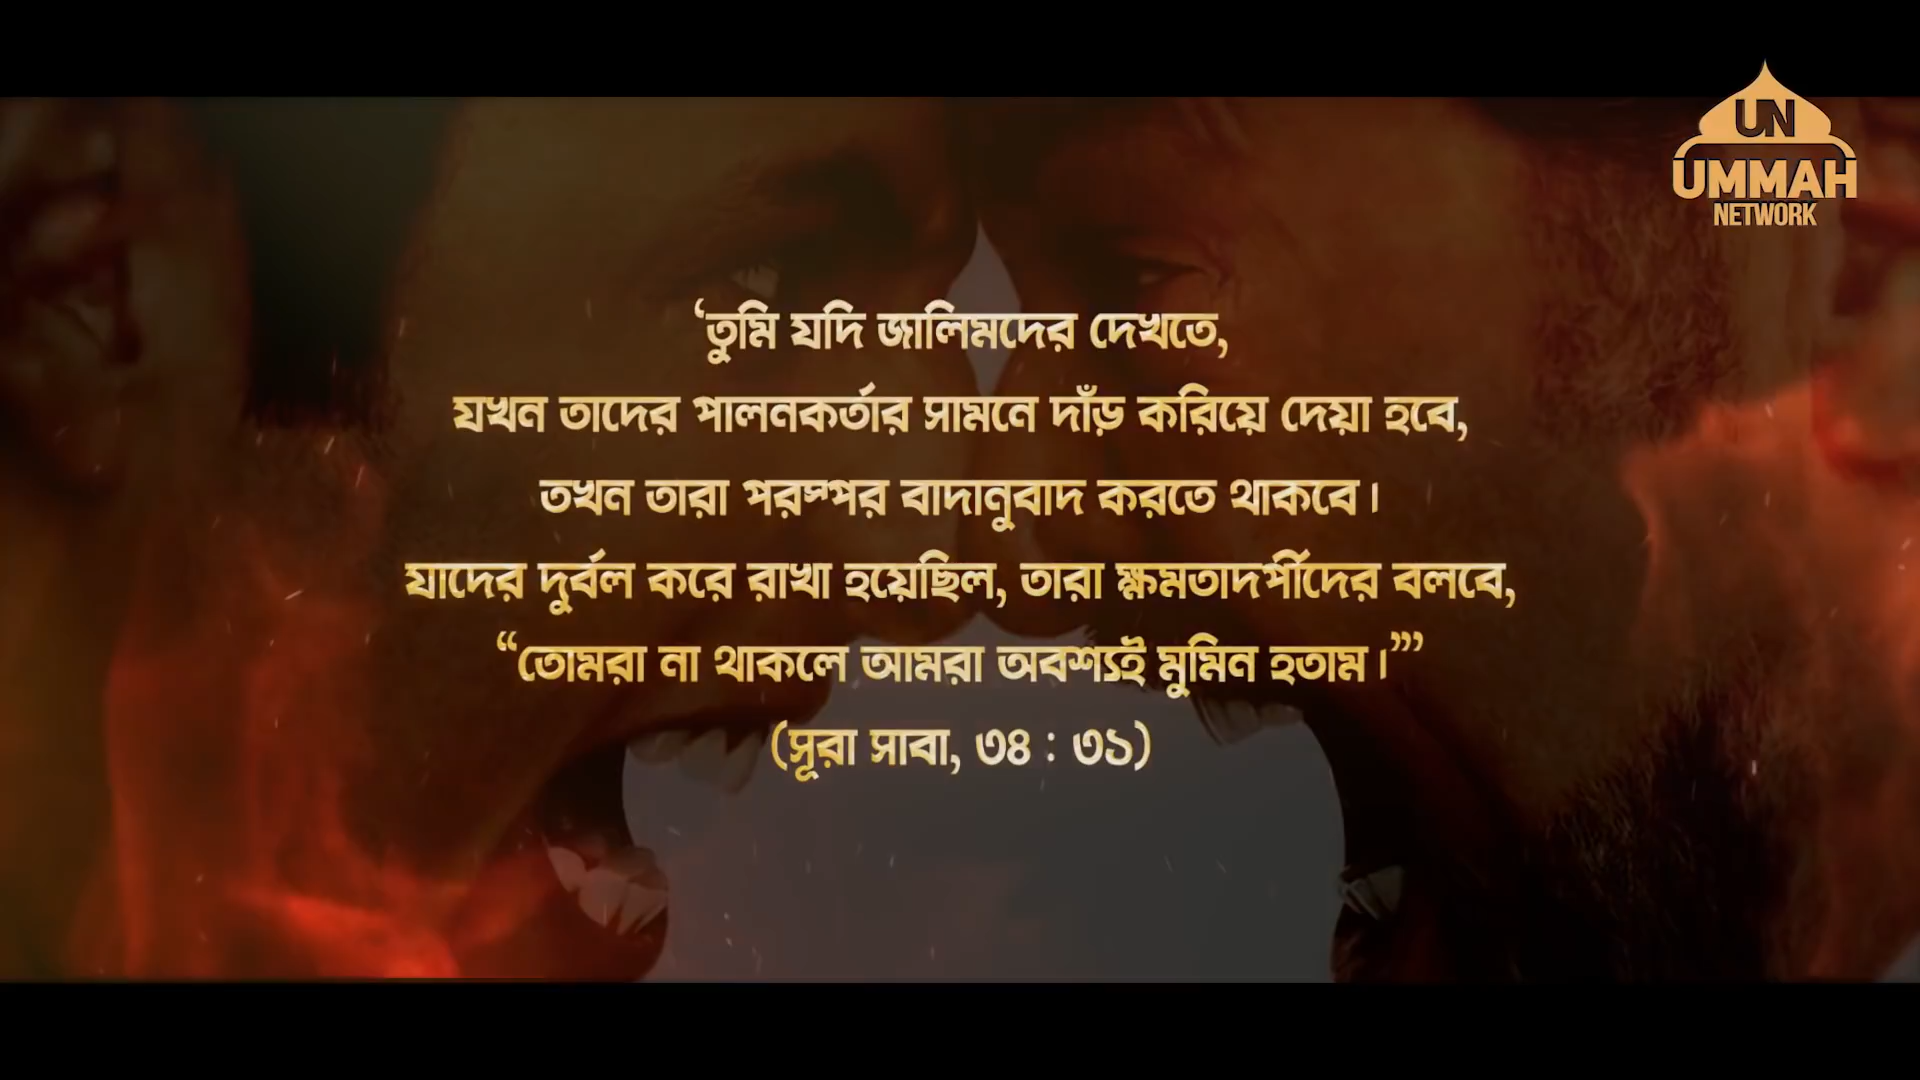 UN
UMMAH
NETWORK
‘তুমি যদি জালিমদের দেখতে,
যখন তাদের পালনকর্তার সামনে দাঁড় করিয়ে দেয়া হবে,
তখন তারা পরস্পর বাদানুবাদ করতে থাকবে।
যাদের দুর্বল করে রাখা হয়েছিল, তারা ক্ষমতাদর্পীদের বলবে,
“তোমরা না থাকলে আমরা অবশ্যই মুমিন হতাম।”’
(সূরা সাবা, ৩৪ : ৩১)